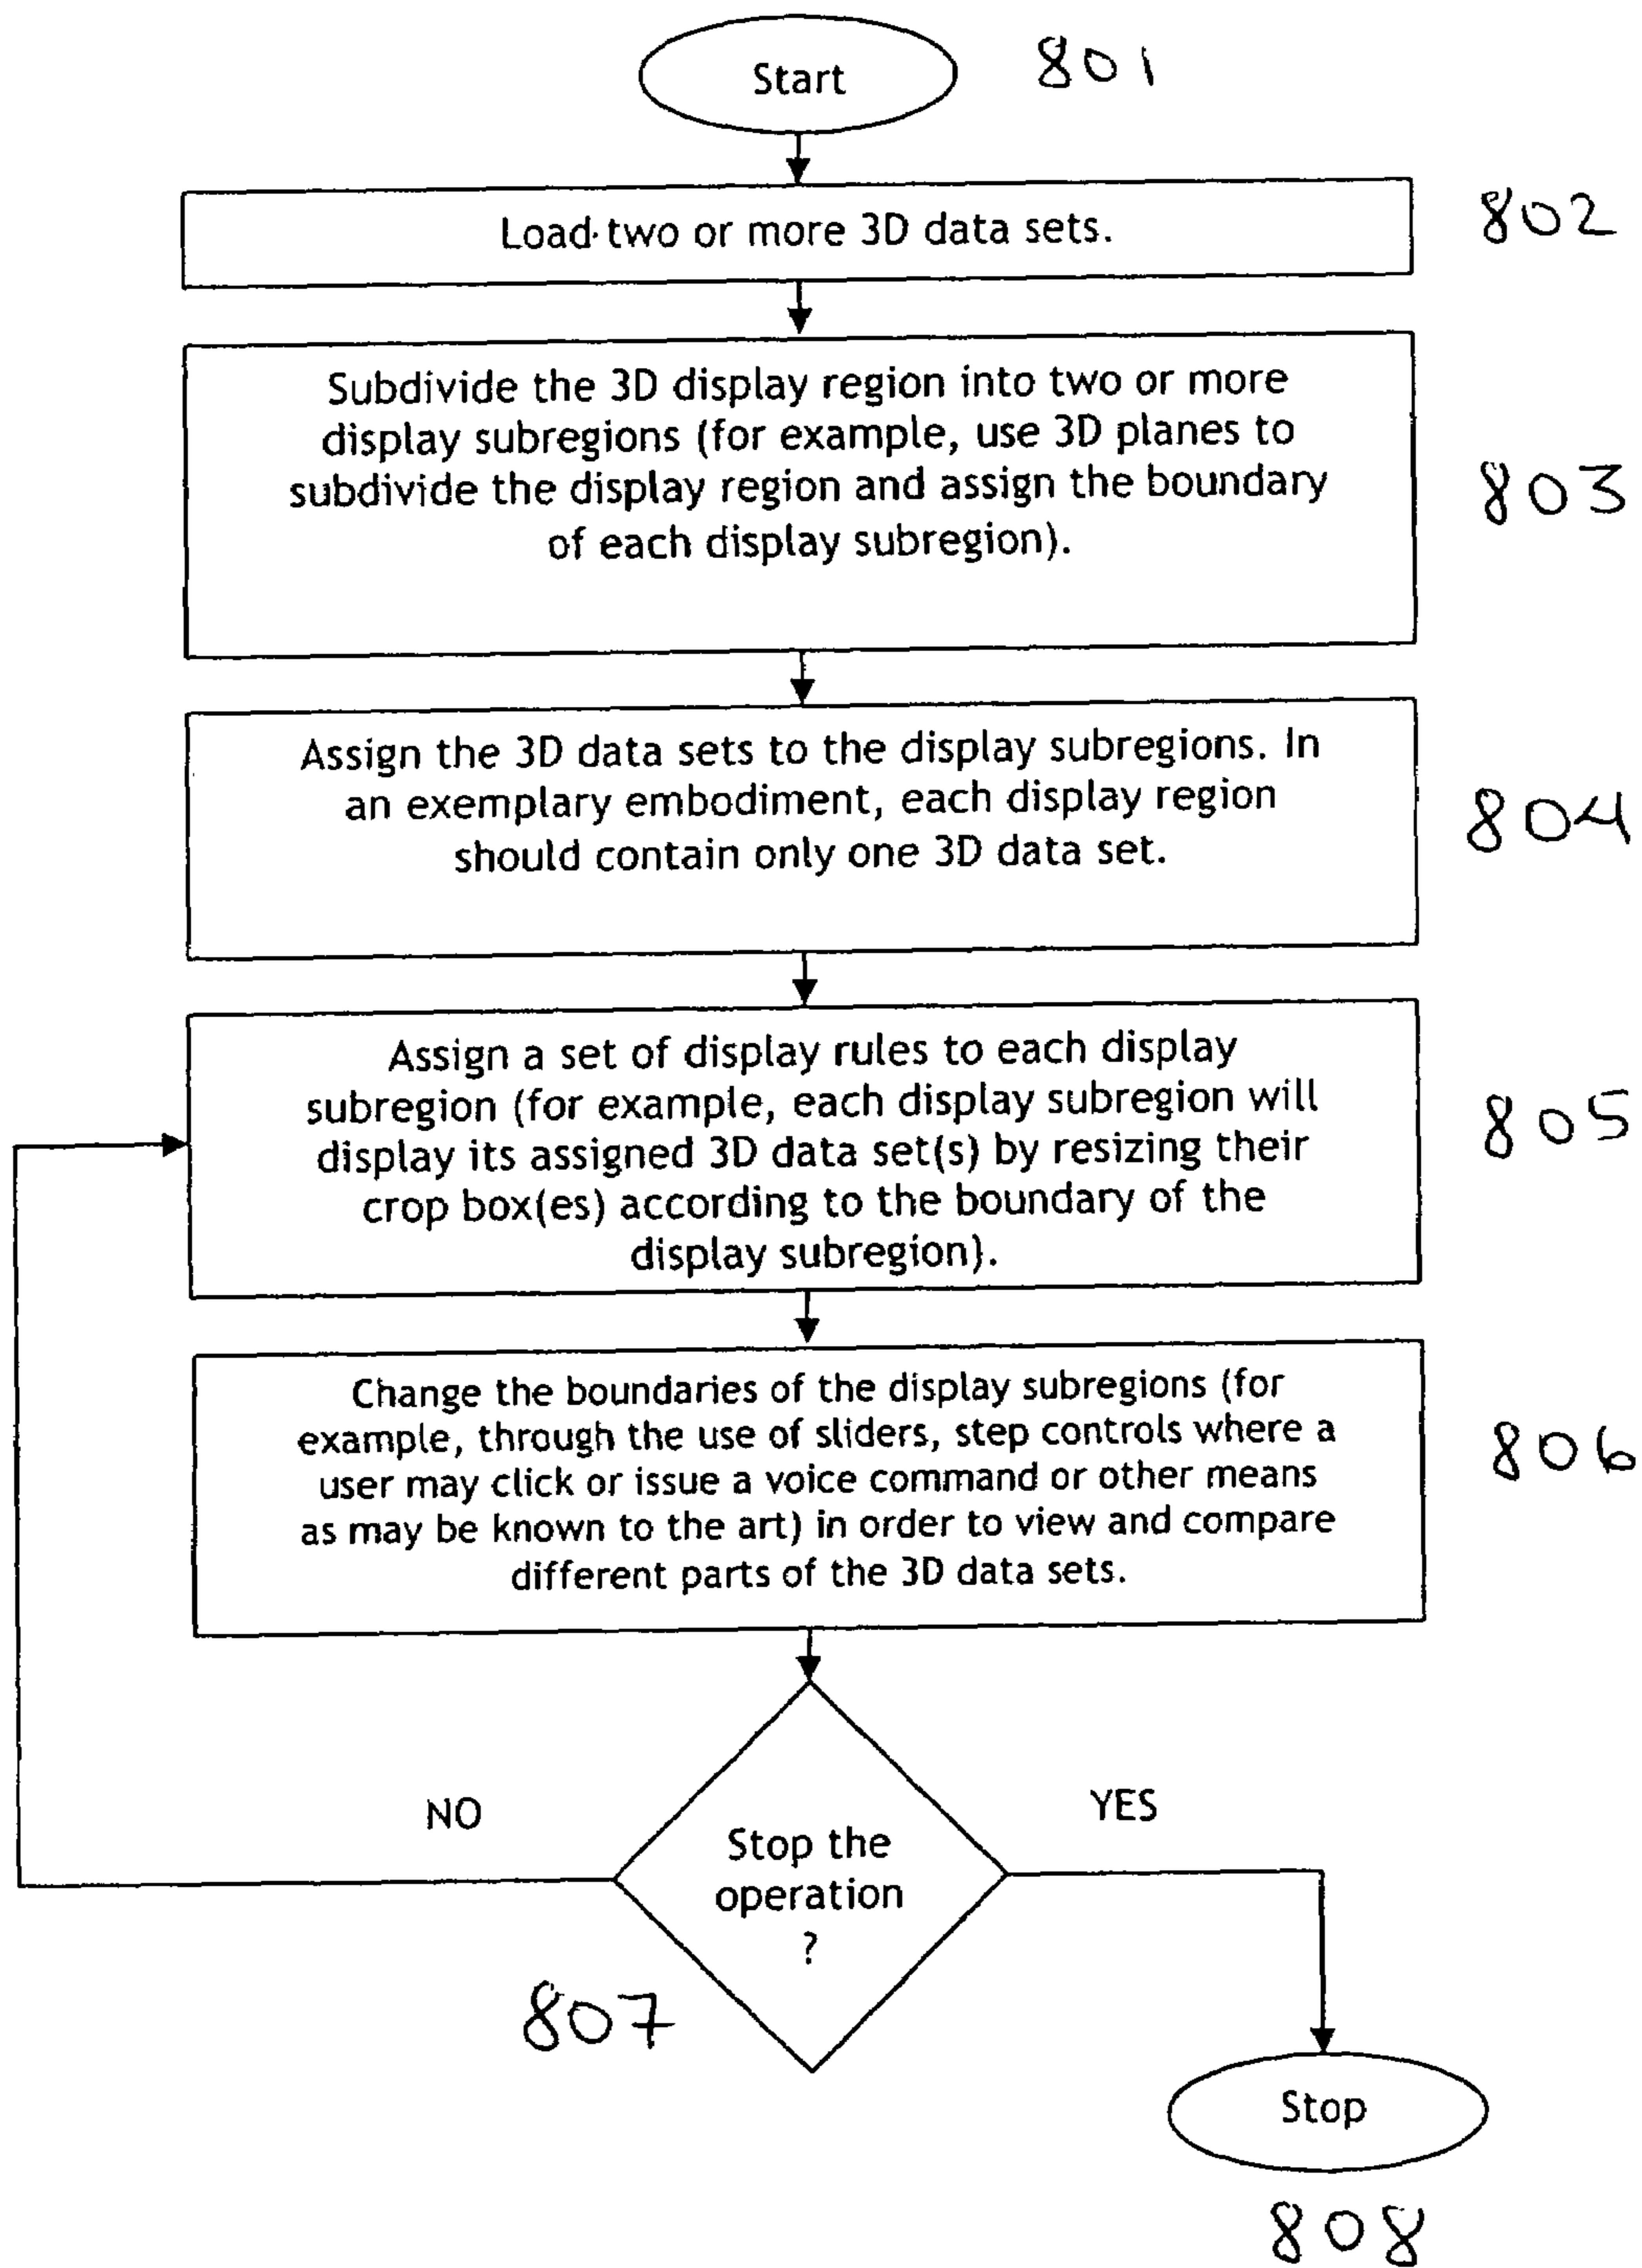 Start
801
Load two or more 3D data sets.
802
Subdivide the 3D display region into two or more
display subregions (for example, use 3D planes to
subdivide the display region and assign the boundary
of each display subregion).
803
Assign the 3D data sets to the display subregions. In
an exemplary embodiment, each display region
should contain only one 3D data set.
804
Assign a set of display rules to each display
subregion (for example, each display subregion will
display its assigned 3D data set(s) by resizing their
crop box(es) according to the boundary of the
display subregion).
805
Change the boundaries of the display subregions (for
example, through the use of sliders, step controls where a
user may click or issue a voice command or other means
as may be known to the art) in order to view and compare
different parts of the 3D data sets.
806
NO
YES
Stop the
operation
?
807
Stop
808